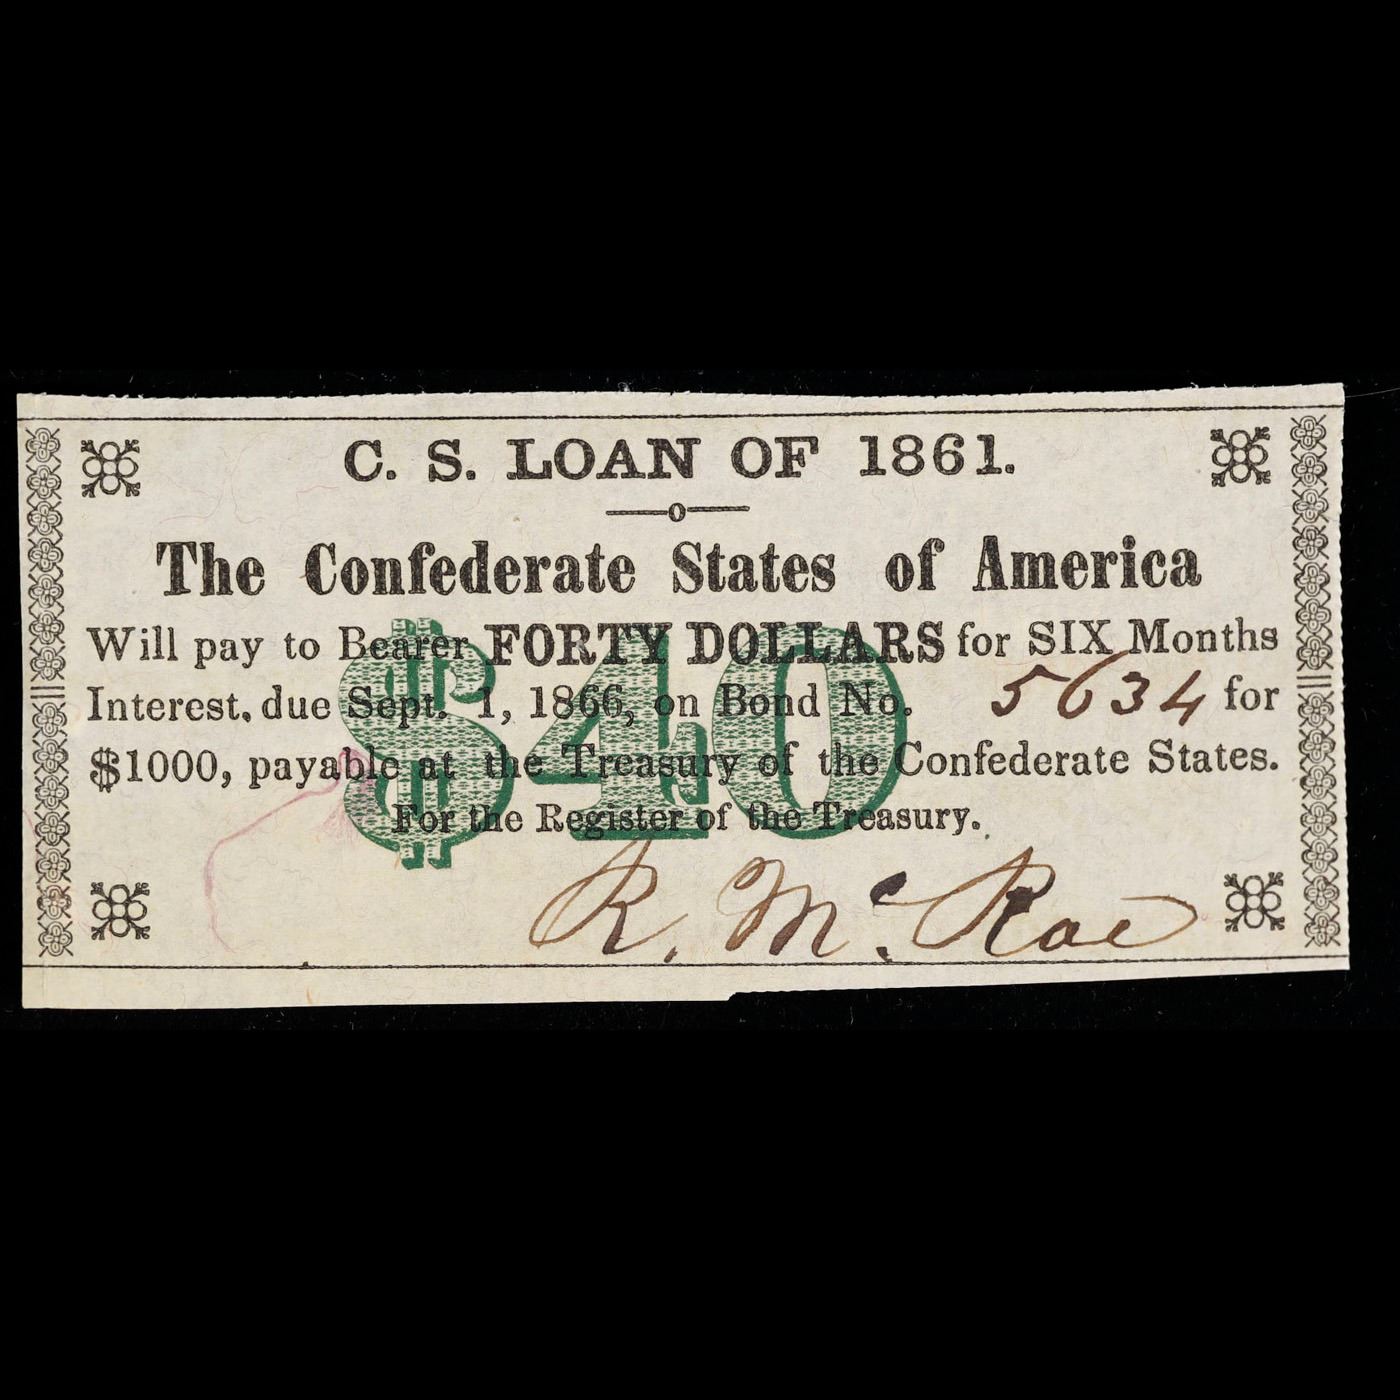 C. S. LOAN OF 1861.
The Confederate States of America
Will pay to Bearer FORTY DOLLARS for SIX Months
Interest, due Sept. 1, 1866, on Bond No. 5634 for
$1000, payable at the Treasury of the Confederate States.
$40
For the Register of the Treasury.
R. Mc. Rae